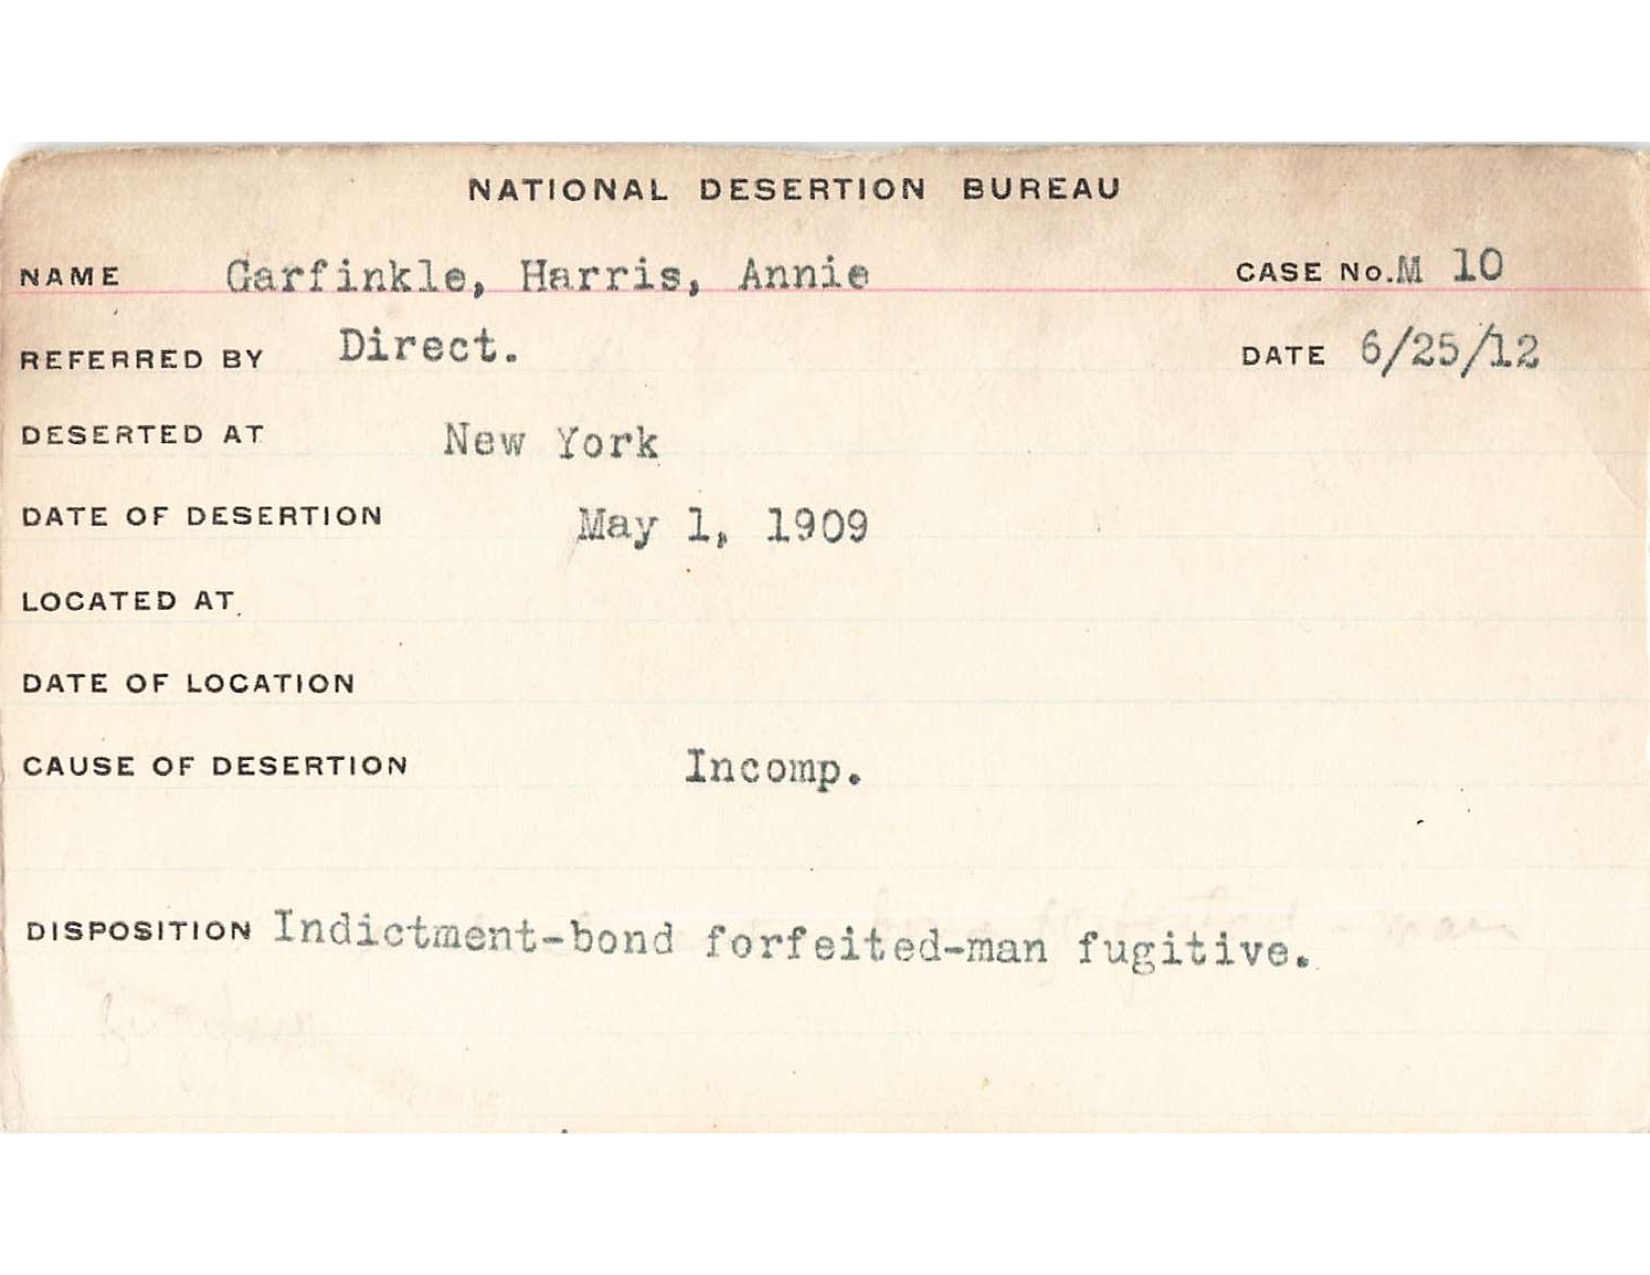 NATIONAL DESERTION BUREAU
NAME Garfinkle, Harris, Annie CASE No. M 10
REFERRED BY Direct. DATE 6/25/12
DESERTED AT New York
DATE OF DESERTION May 1, 1909
LOCATED AT
DATE OF LOCATION
CAUSE OF DESERTION Incomp.
DISPOSITION Indictment-bond forfeited-man fugitive.